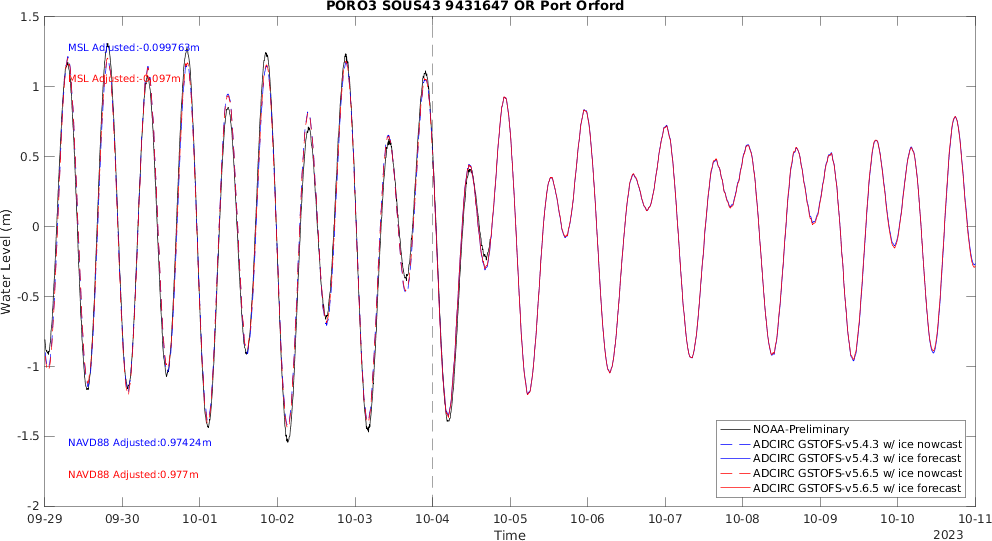 PORO3 SOUS43 9431647 OR Port Orford
1.5
1
0.5
0
-0.5
-1
-1.5
-2
Water Level (m)
MSL Adjusted:-0.099763m
MSL Adjusted:-0.097m
NAVD88 Adjusted:0.97424m
NAVD88 Adjusted:0.977m
NOAA-Preliminary
ADCIRC GSTOFS-v5.4.3 w/ ice nowcast
ADCIRC GSTOFS-v5.4.3 w/ ice forecast
ADCIRC GSTOFS-v5.6.5 w/ ice nowcast
ADCIRC GSTOFS-v5.6.5 w/ ice forecast
09-29 09-30 10-01 10-02 10-03 10-04 10-05 10-06 10-07 10-08 10-09 10-10 10-11
Time
2023